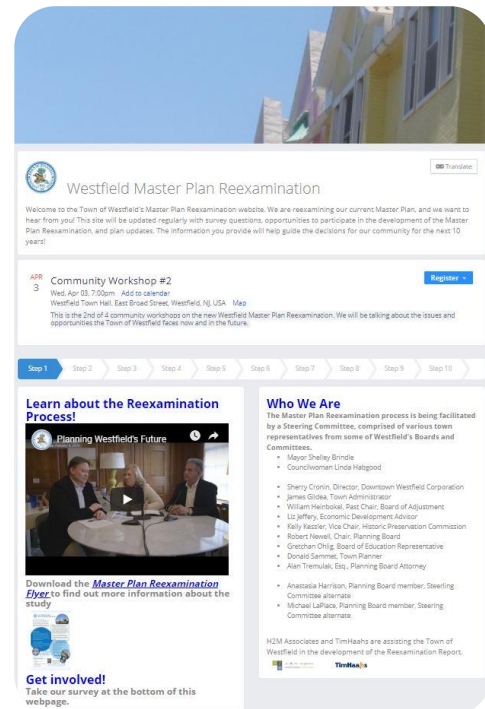 Translate
Westfield Master Plan Reexamination
Welcome to the Town of Westfield's Master Plan Reexamination website. We are reexamining our current Master Plan, and we want to
hear from you! This site will be updated regularly with survey questions, opportunities to participate in the development of the Master
Plan Reexamination, and plan updates. The information you provide will help guide the decisions for our community for the next 10
years!
APR
3
Community Workshop #2
Register
Wed, Apr 03, 7:00pm Add to calendar
Westfield Town Hall, East Broad Street, Westfield, NJ, USA Map
This is the 2nd of 4 community workshops on the new Westfield Master Plan Reexamination. We will be talking about the issues and
opportunities the Town of Westfield faces now and in the future.
Step 1 Step 2 Step 3 Step 4 Step 5 Step 6 Step 7 Step 8 Step 9 Step 10
Learn about the Reexamination
Process!
Planning Westfield's Future
Download the Master Plan Reexamination
Flyer to find out more information about the
study
Get involved!
Take our survey at the bottom of this
webpage.
Who We Are
The Master Plan Reexamination process is being facilitated
by a Steering Committee, comprised of various town
representatives from some of Westfield's Boards and
Committees.
Mayor Shelley Brindle
Councilwoman Linda Habgood
Sherry Cronin, Director, Downtown Westfield Corporation
James Gildea, Town Administrator
William Heinbokel, Past Chair, Board of Adjustment
Liz Jeffery, Economic Development Advisor
Kelly Kessler, Vice Chair, Historic Preservation Commission
Robert Newell, Chair, Planning Board
Gretchan Ohlig, Board of Education Representative
Donald Sammet, Town Planner
Alan Tremulak, Esq., Planning Board Attorney
Anastasia Harrison, Planning Board member, Steering
Committee alternate
Michael LaPlace, Planning Board member, Steering
Committee alternate
H2M Associates and TimHaahs are assisting the Town of
Westfield in the development of the Reexamination Report.
TimHaahs